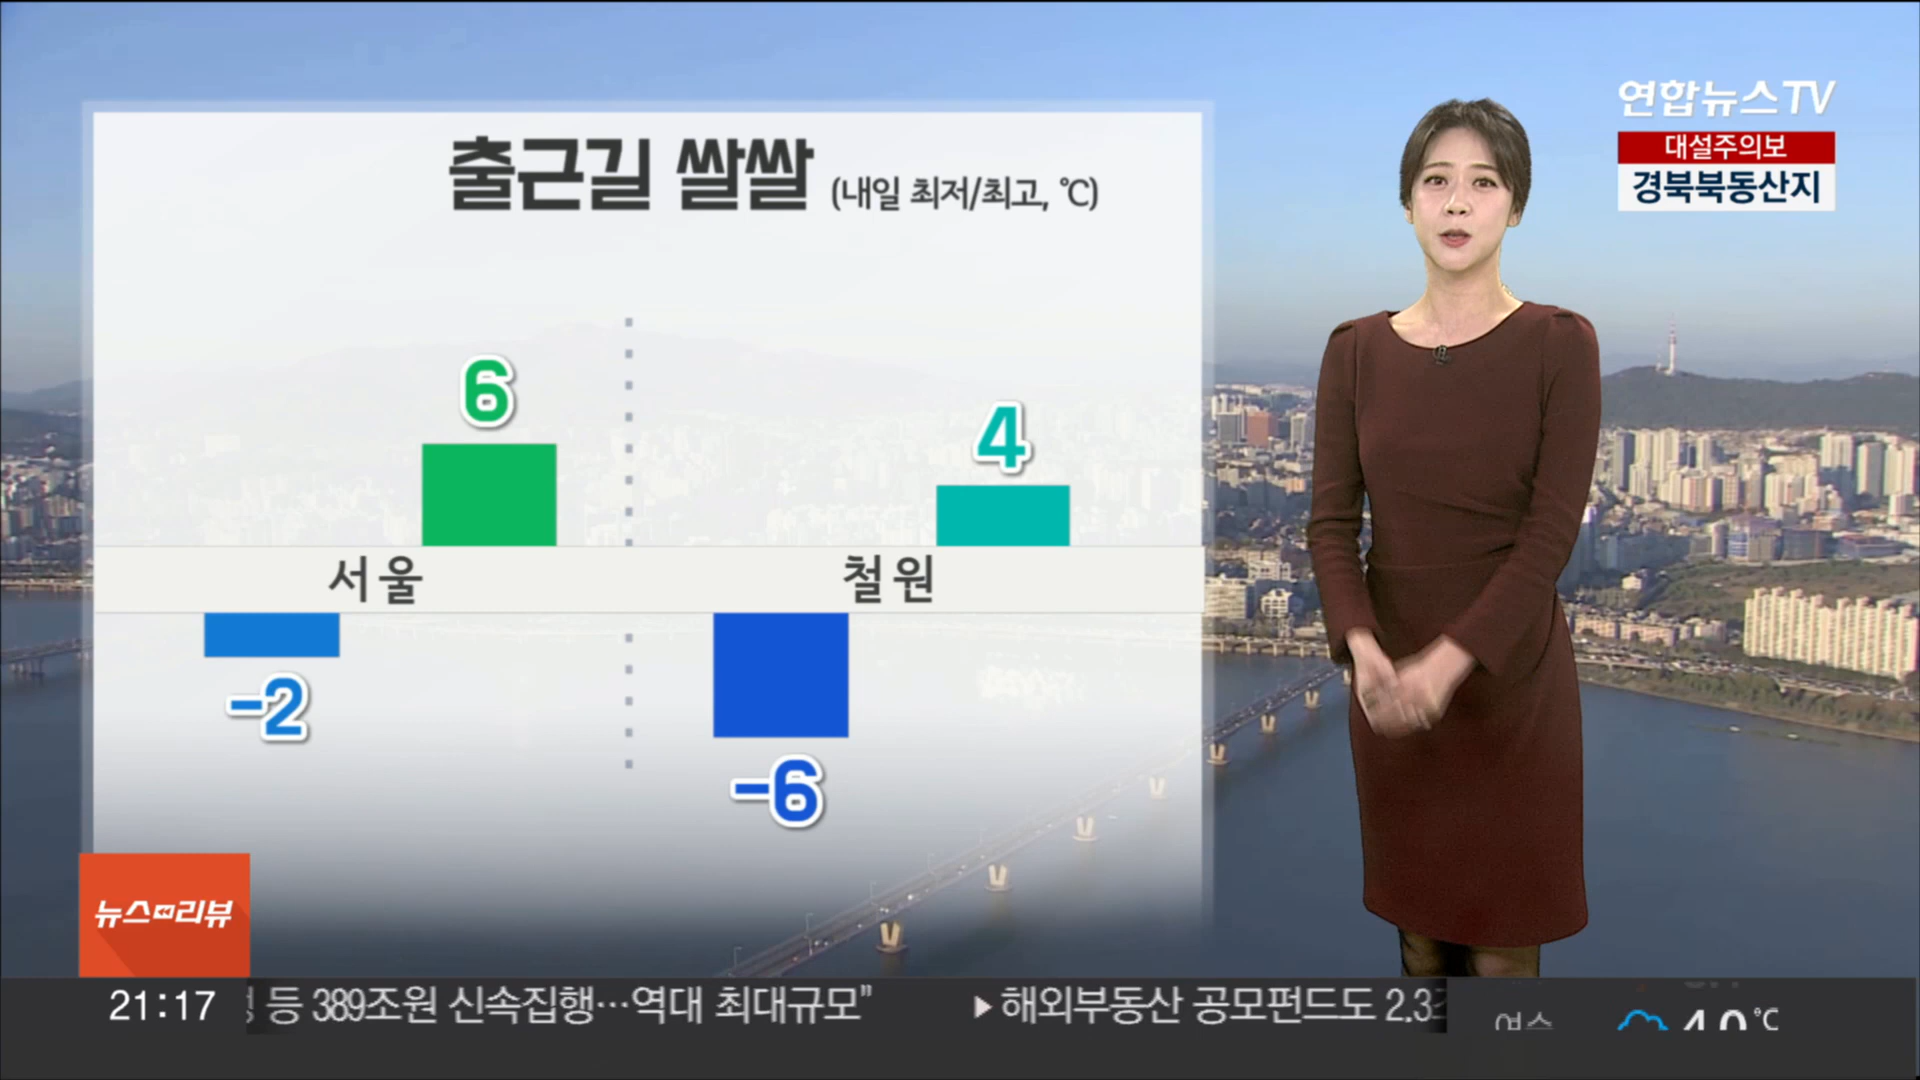 출근길 쌀쌀 (내일 최저/최고, ℃)
연합뉴스TV
대설주의보
경북북동산지
6
4
서울
철원
-2
-6
뉴스리뷰
21:17
등 389조원 신속집행…역대 최대규모”
▶해외부동산 공모펀드도
℃